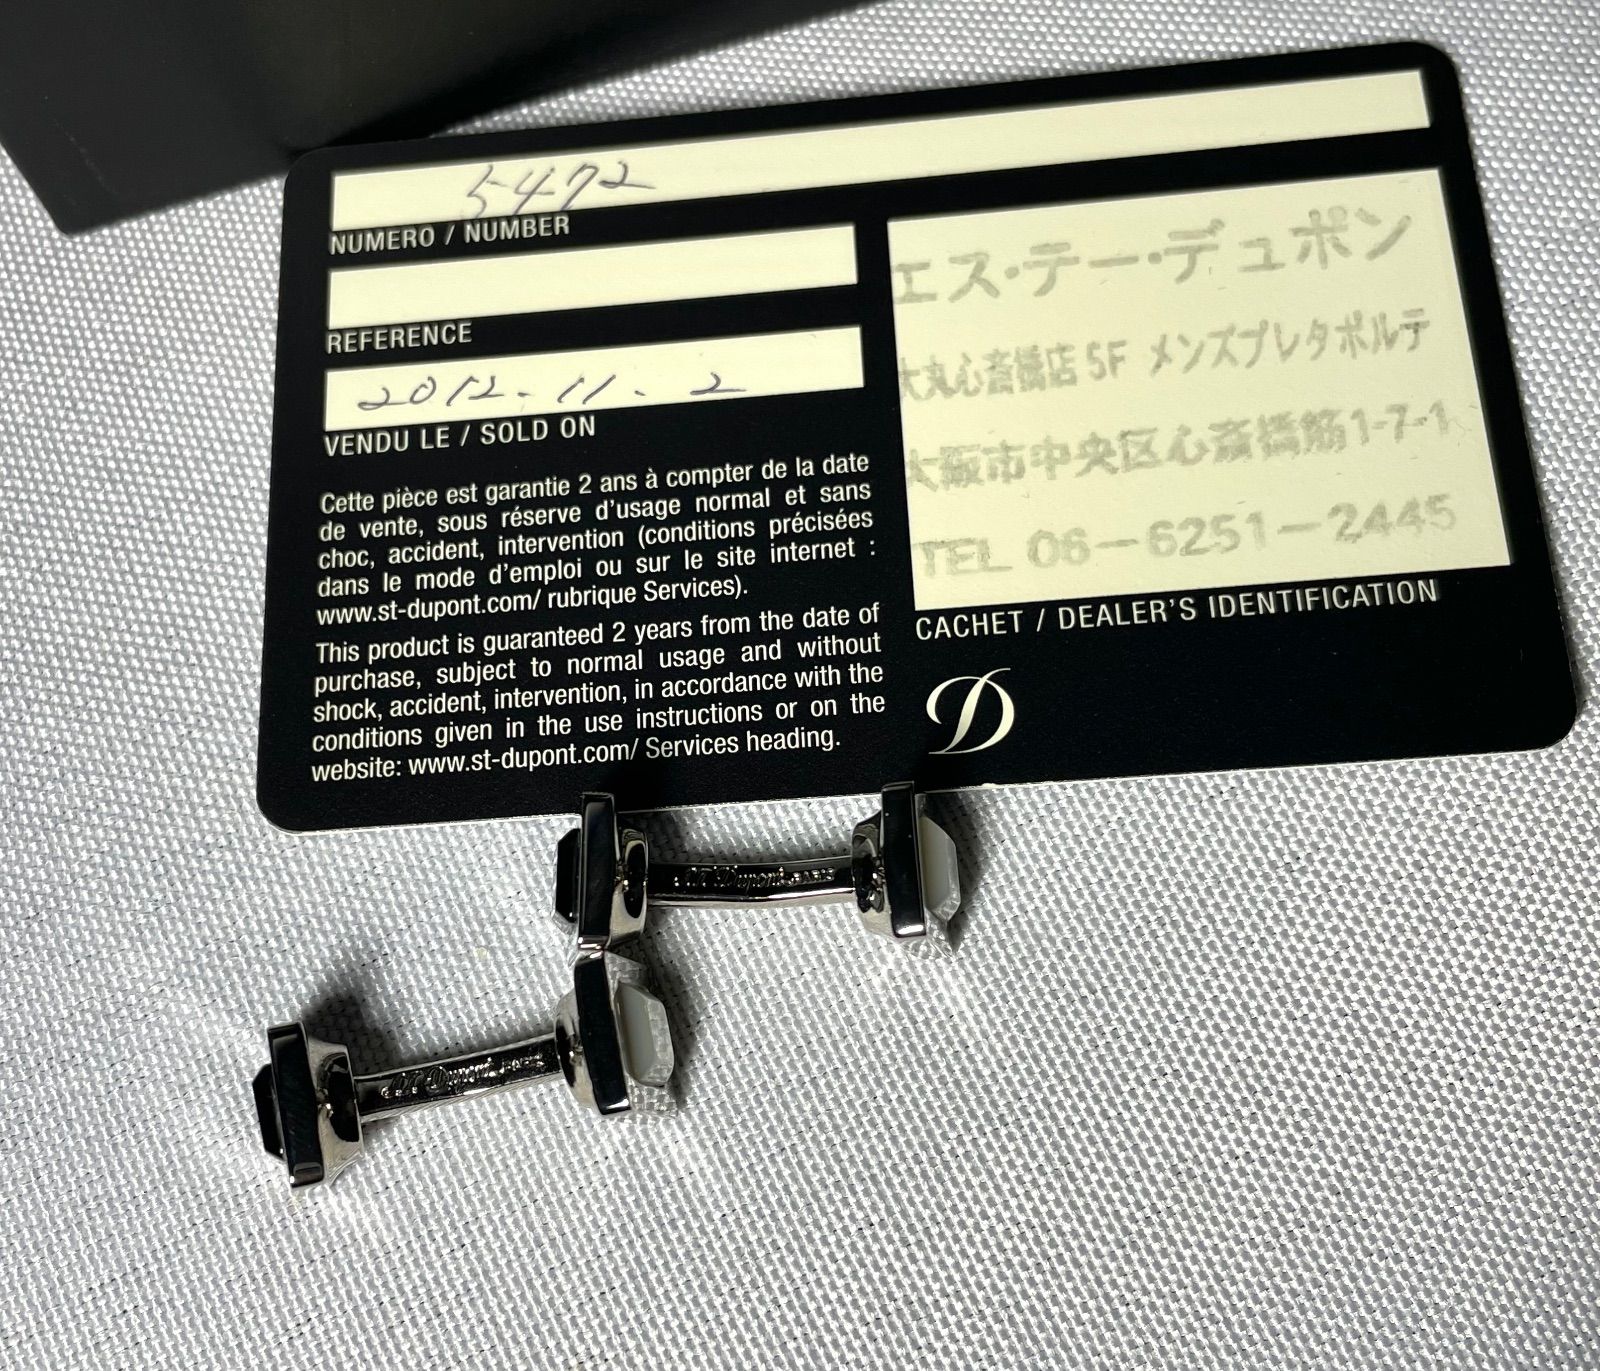 5472
NUMERO / NUMBER
REFERENCE
2012.11.2
VENDU LE / SOLD ON
Cette pièce est garantie 2 ans à compter de la date
de vente, sous réserve d'usage normal et sans
choc, accident, intervention (conditions précisées
dans le mode d'emploi ou sur le site internet :
www.st-dupont.com/ rubrique Services).
This product is guaranteed 2 years from the date of
purchase, subject to normal usage and without
shock, accident, intervention, in accordance with the
conditions given in the use instructions or on the
website: www.st-dupont.com/ Services heading.
エス・テー・デュポン
大丸心斎橋店 5F メンズプレタポルテ
大阪市中央区心斎橋筋1-7-1
TEL 06-6251-2445
CACHET / DEALER'S IDENTIFICATION
D
S.T. Dupont PARIS
S.T. Dupont PARIS